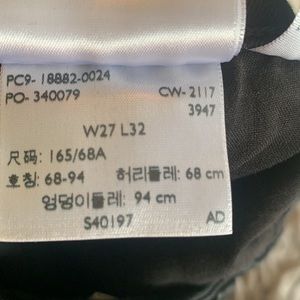 PC9- 18882-0024
PO- 340079 CW- 2117
3947
W27 L32
尺码: 165/68A
호칭: 68-94 허리둘레: 68 cm
엉덩이둘레: 94 cm
S40197 AD